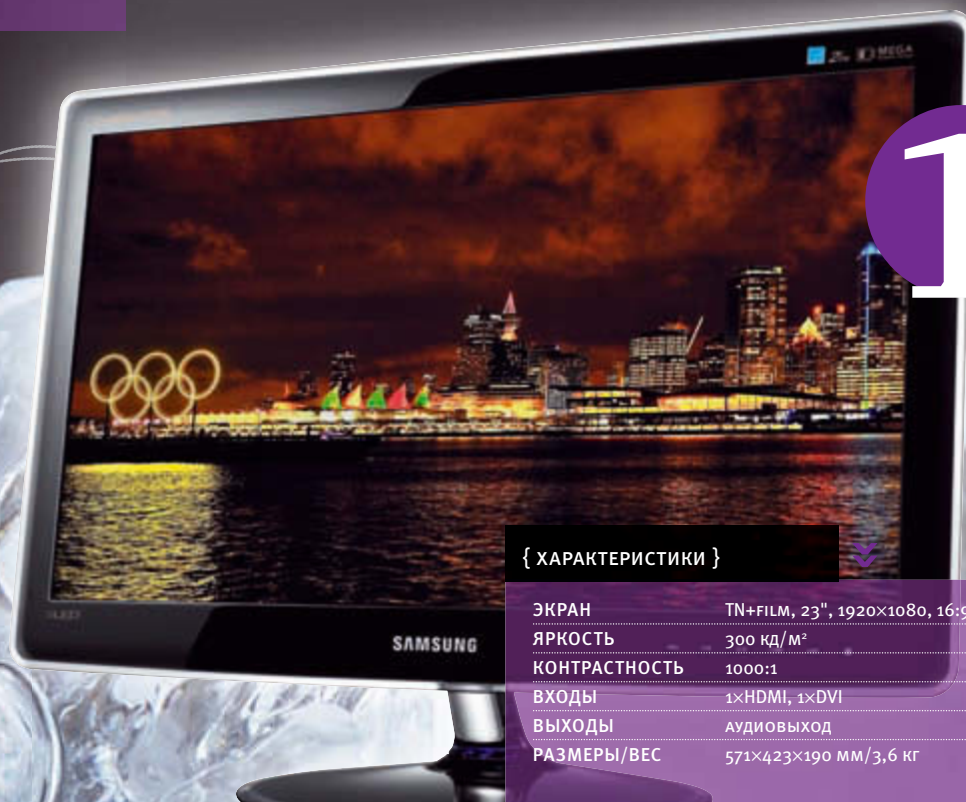 MEGA
1
SAMSUNG
{ ХАРАКТЕРИСТИКИ }
ЭКРАН TN+FILM, 23", 1920×1080, 16:9
ЯРКОСТЬ 300 КД/М²
КОНТРАСТНОСТЬ 1000:1
ВХОДЫ 1×HDMI, 1×DVI
ВЫХОДЫ АУДИОВЫХОД
РАЗМЕРЫ/ВЕС 571×423×190 ММ/3,6 КГ